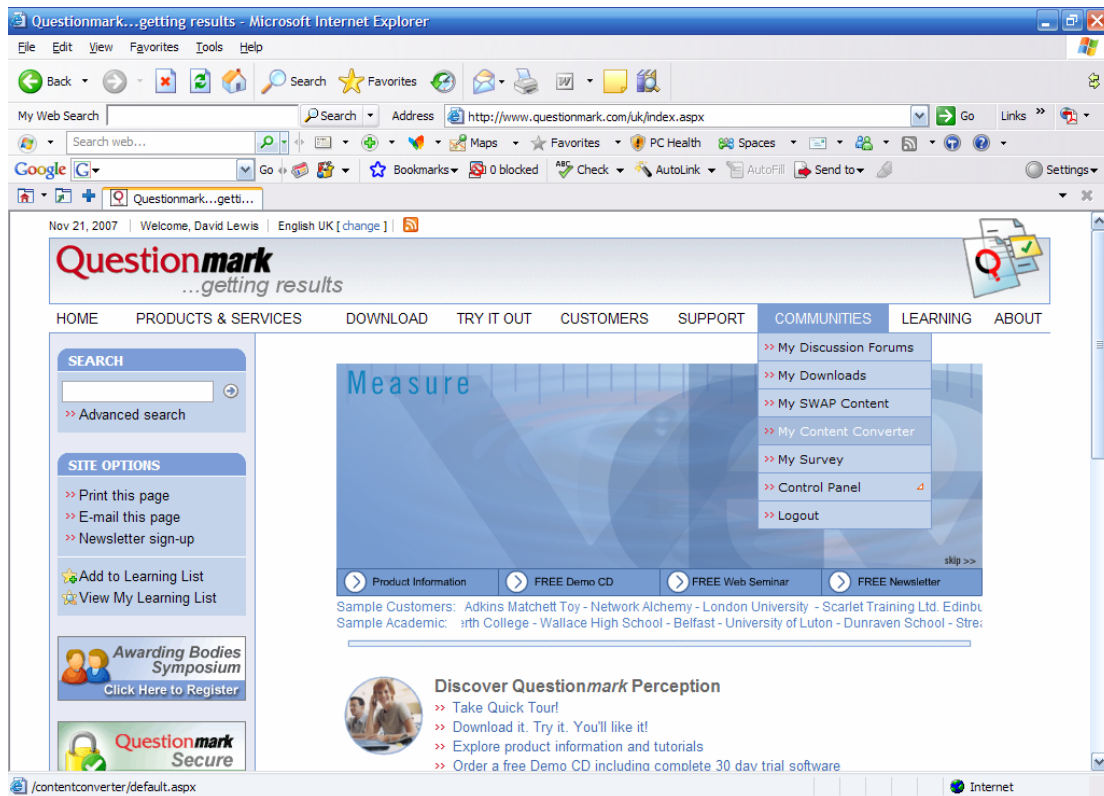 Questionmark...getting results - Microsoft Internet Explorer
File Edit View Favorites Tools Help
Back Search Favorites
My Web Search Search Address http://www.questionmark.com/uk/index.aspx Go Links »
Search web... Maps Favorites PC Health Spaces
Google G Go Bookmarks 0 blocked ABC Check AutoLink AutoFill Send to Settings
Questionmark...getti...
Nov 21, 2007 | Welcome, David Lewis | English UK [ change ] |
Questionmark
...getting results
HOME PRODUCTS & SERVICES DOWNLOAD TRY IT OUT CUSTOMERS SUPPORT COMMUNITIES LEARNING ABOUT
SEARCH
>> Advanced search
SITE OPTIONS
>> Print this page
>> E-mail this page
>> Newsletter sign-up
Add to Learning List
View My Learning List
Awarding Bodies
Symposium
Click Here to Register
Questionmark
Secure
>> My Discussion Forums
>> My Downloads
>> My SWAP Content
>> My Content Converter
>> My Survey
>> Control Panel
>> Logout
Measure
skip >>
Product Information FREE Demo CD FREE Web Seminar FREE Newsletter
Sample Customers: Adkins Matchett Toy - Network Alchemy - London University - Scarlet Training Ltd. Edinbu
Sample Academic: erth College - Wallace High School - Belfast - University of Luton - Dunraven School - Strea
Discover Questionmark Perception
>> Take Quick Tour!
>> Download it. Try it. You'll like it!
>> Explore product information and tutorials
>> Order a free Demo CD including complete 30 day trial software
/contentconverter/default.aspx Internet